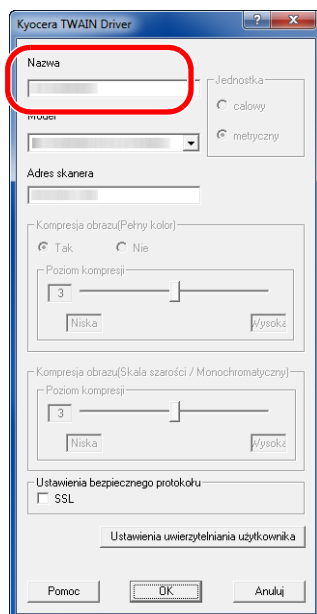 Kyocera TWAIN Driver
Nazwa
Jednostka
calowy
Model
metryczny
Adres skanera
Kompresja obrazu(Pełny kolor)
Tak Nie
Poziom kompresji
3
Niska Wysoka
Kompresja obrazu(Skala szarości / Monochromatyczny)
Poziom kompresji
3
Niska Wysoka
Ustawienia bezpiecznego protokołu
SSL
Ustawienia uwierzytelniania użytkownika
Pomoc OK Anuluj